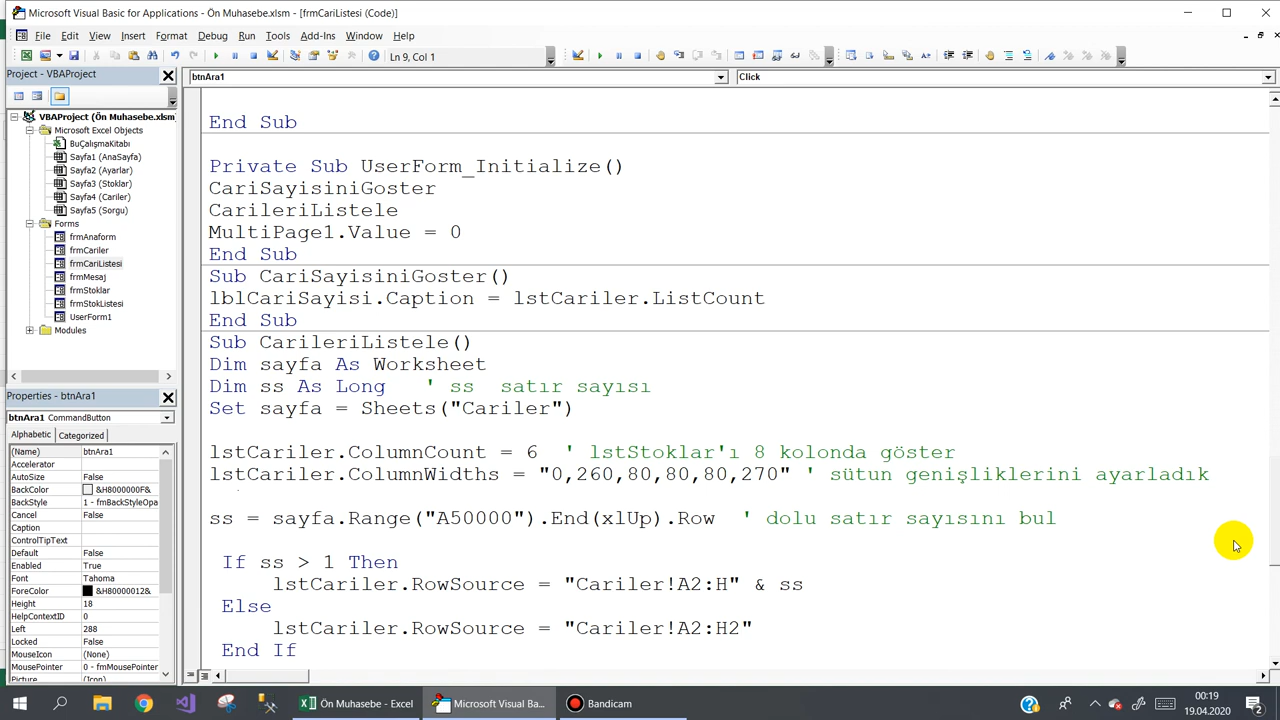 Microsoft Visual Basic for Applications - Ön Muhasebe.xlsm - [frmCariListesi (Code)]
File Edit View Insert Format Debug Run Tools Add-Ins Window Help
Ln 9, Col 1
Project - VBAProject
btnAra1
Click
VBAProject (Ön Muhasebe.xlsm)
Microsoft Excel Objects
BuÇalışmaKitabı
Sayfa1 (AnaSayfa)
Sayfa2 (Ayarlar)
Sayfa3 (Stoklar)
Sayfa4 (Cariler)
Sayfa5 (Sorgu)
Forms
frmAnaform
frmCariler
frmCariListesi
frmMesaj
frmStoklar
frmStokListesi
UserForm1
Modules
Properties - btnAra1
btnAra1 CommandButton
Alphabetic Categorized
(Name) btnAra1
Accelerator
AutoSize False
BackColor &H8000000F&
BackStyle 1 - fmBackStyleOpa
Cancel False
Caption
ControlTipText
Default False
Enabled True
Font Tahoma
ForeColor &H80000012&
Height 18
HelpContextID 0
Left 288
Locked False
MouseIcon (None)
MousePointer 0 - fmMousePointer
Picture (Icon)
End Sub
Private Sub UserForm_Initialize()
CariSayisiniGoster
CarileriListele
MultiPage1.Value = 0
End Sub
Sub CariSayisiniGoster()
lblCariSayisi.Caption = lstCariler.ListCount
End Sub
Sub CarileriListele()
Dim sayfa As Worksheet
Dim ss As Long ' ss satır sayısı
Set sayfa = Sheets("Cariler")
lstCariler.ColumnCount = 6 ' lstStoklar'ı 8 kolonda göster
lstCariler.ColumnWidths = "0,260,80,80,80,270" ' sütun genişliklerini ayarladık
ss = sayfa.Range("A50000").End(xlUp).Row ' dolu satır sayısını bul
If ss > 1 Then
lstCariler.RowSource = "Cariler!A2:H" & ss
Else
lstCariler.RowSource = "Cariler!A2:H2"
End If
Ön Muhasebe - Excel
Microsoft Visual Ba...
Bandicam
00:19
19.04.2020
2